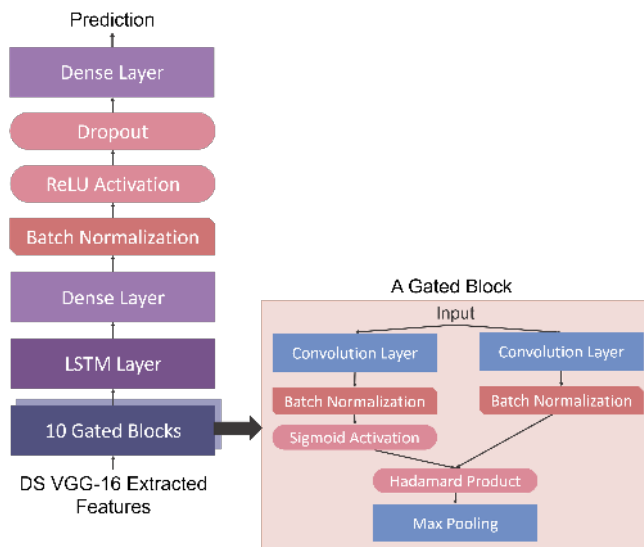 Prediction
Dense Layer
Dropout
ReLU Activation
Batch Normalization
Dense Layer
LSTM Layer
10 Gated Blocks
DS VGG-16 Extracted
Features
A Gated Block
Input
Convolution Layer
Convolution Layer
Batch Normalization
Batch Normalization
Sigmoid Activation
Hadamard Product
Max Pooling